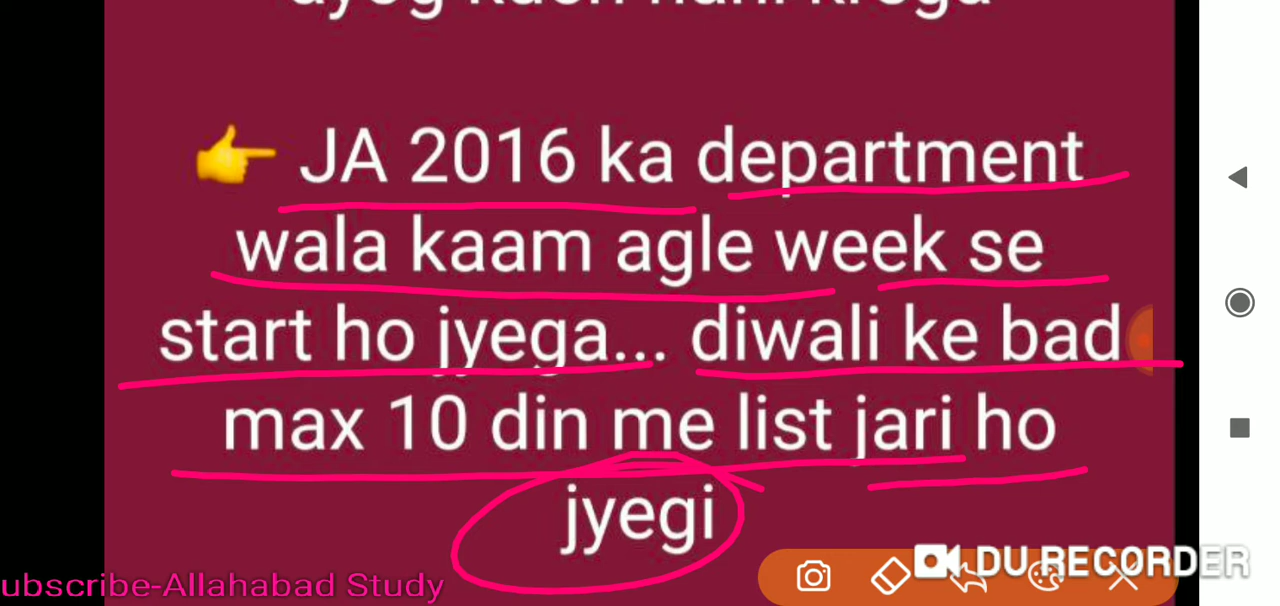 👉 JA 2016 ka department
wala kaam agle week se
start ho jyega... diwali ke bad
max 10 din me list jari ho
jyegi
ubscribe-Allahabad Study
DU RECORDER